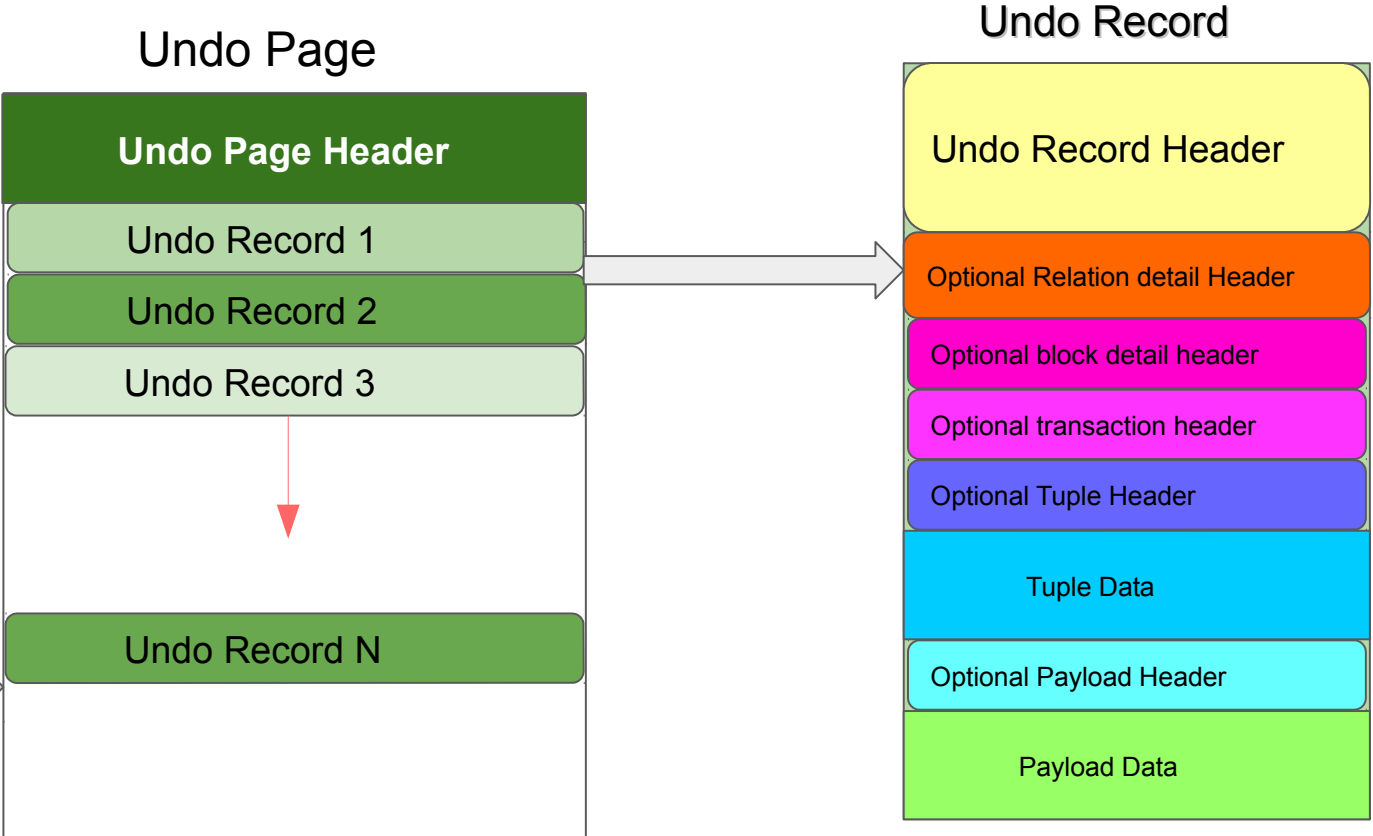 Undo Page
Undo Page Header
Undo Record 1
Undo Record 2
Undo Record 3
Undo Record N
Undo Record
Undo Record Header
Optional Relation detail Header
Optional block detail header
Optional transaction header
Optional Tuple Header
Tuple Data
Optional Payload Header
Payload Data